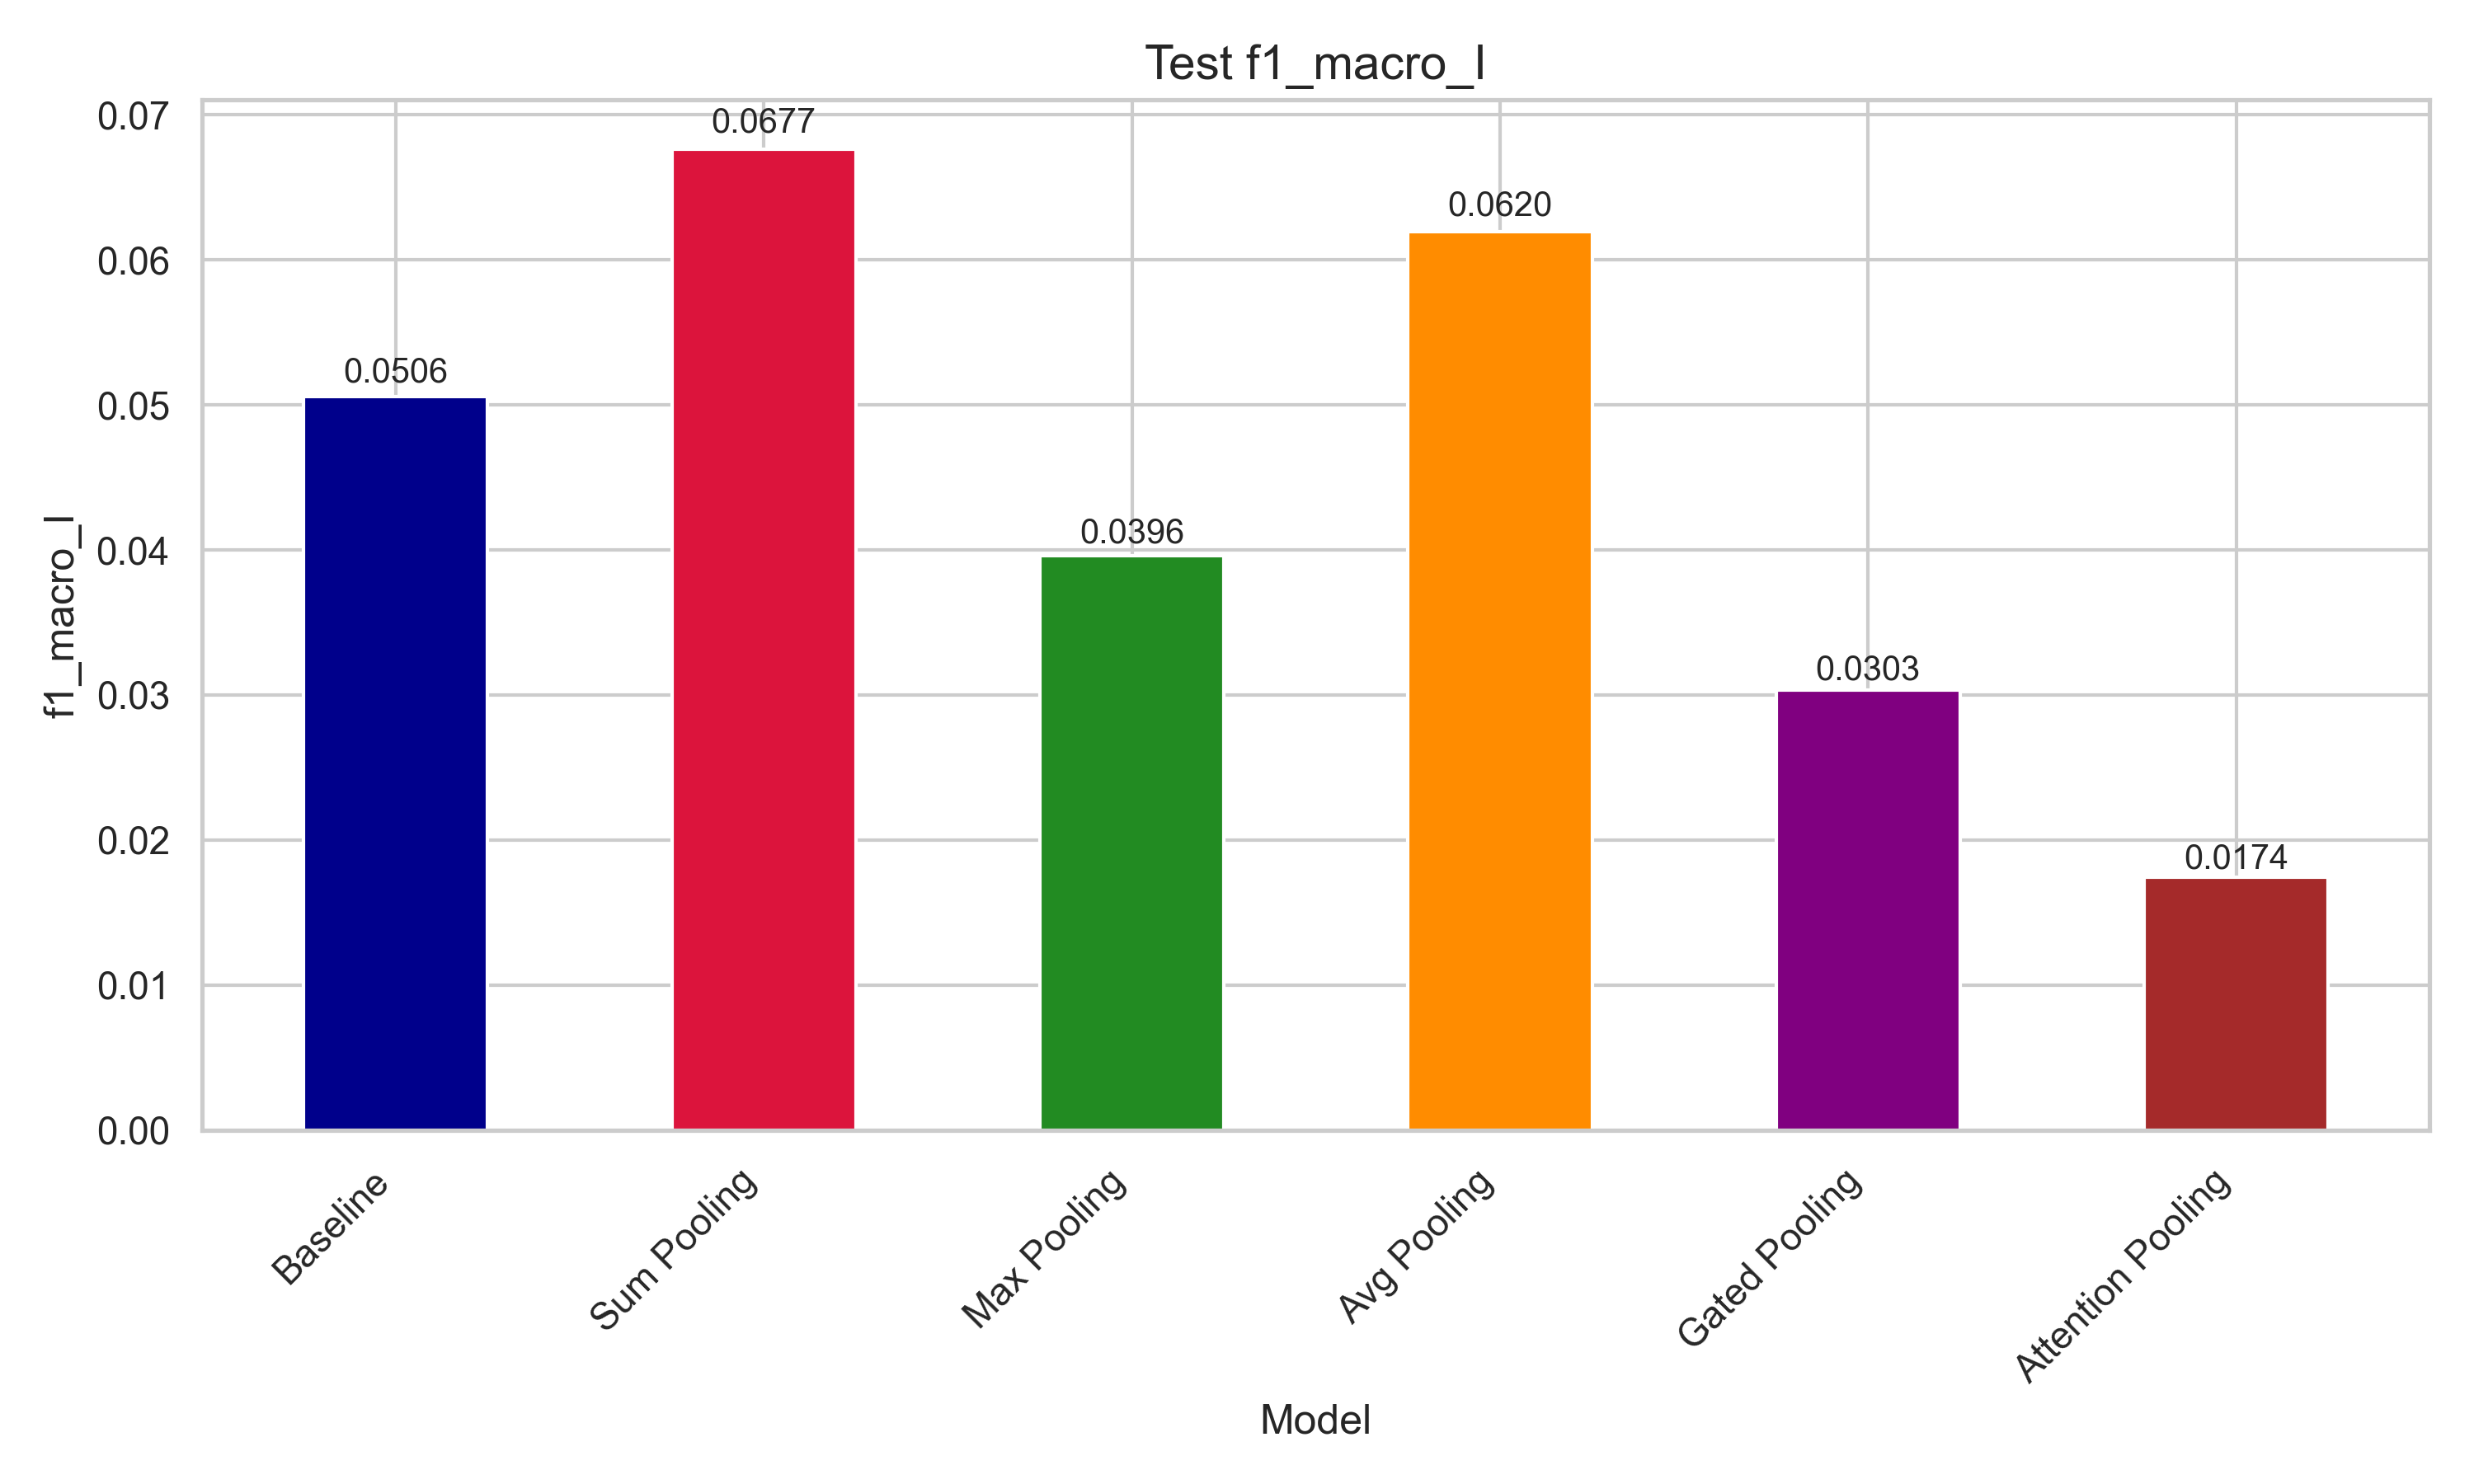 Test f1_macro_l
f1_macro_l
0.07
0.06
0.05
0.04
0.03
0.02
0.01
0.00
0.0506
0.0677
0.0396
0.0620
0.0303
0.0174
Baseline
Sum Pooling
Max Pooling
Avg Pooling
Gated Pooling
Attention Pooling
Model